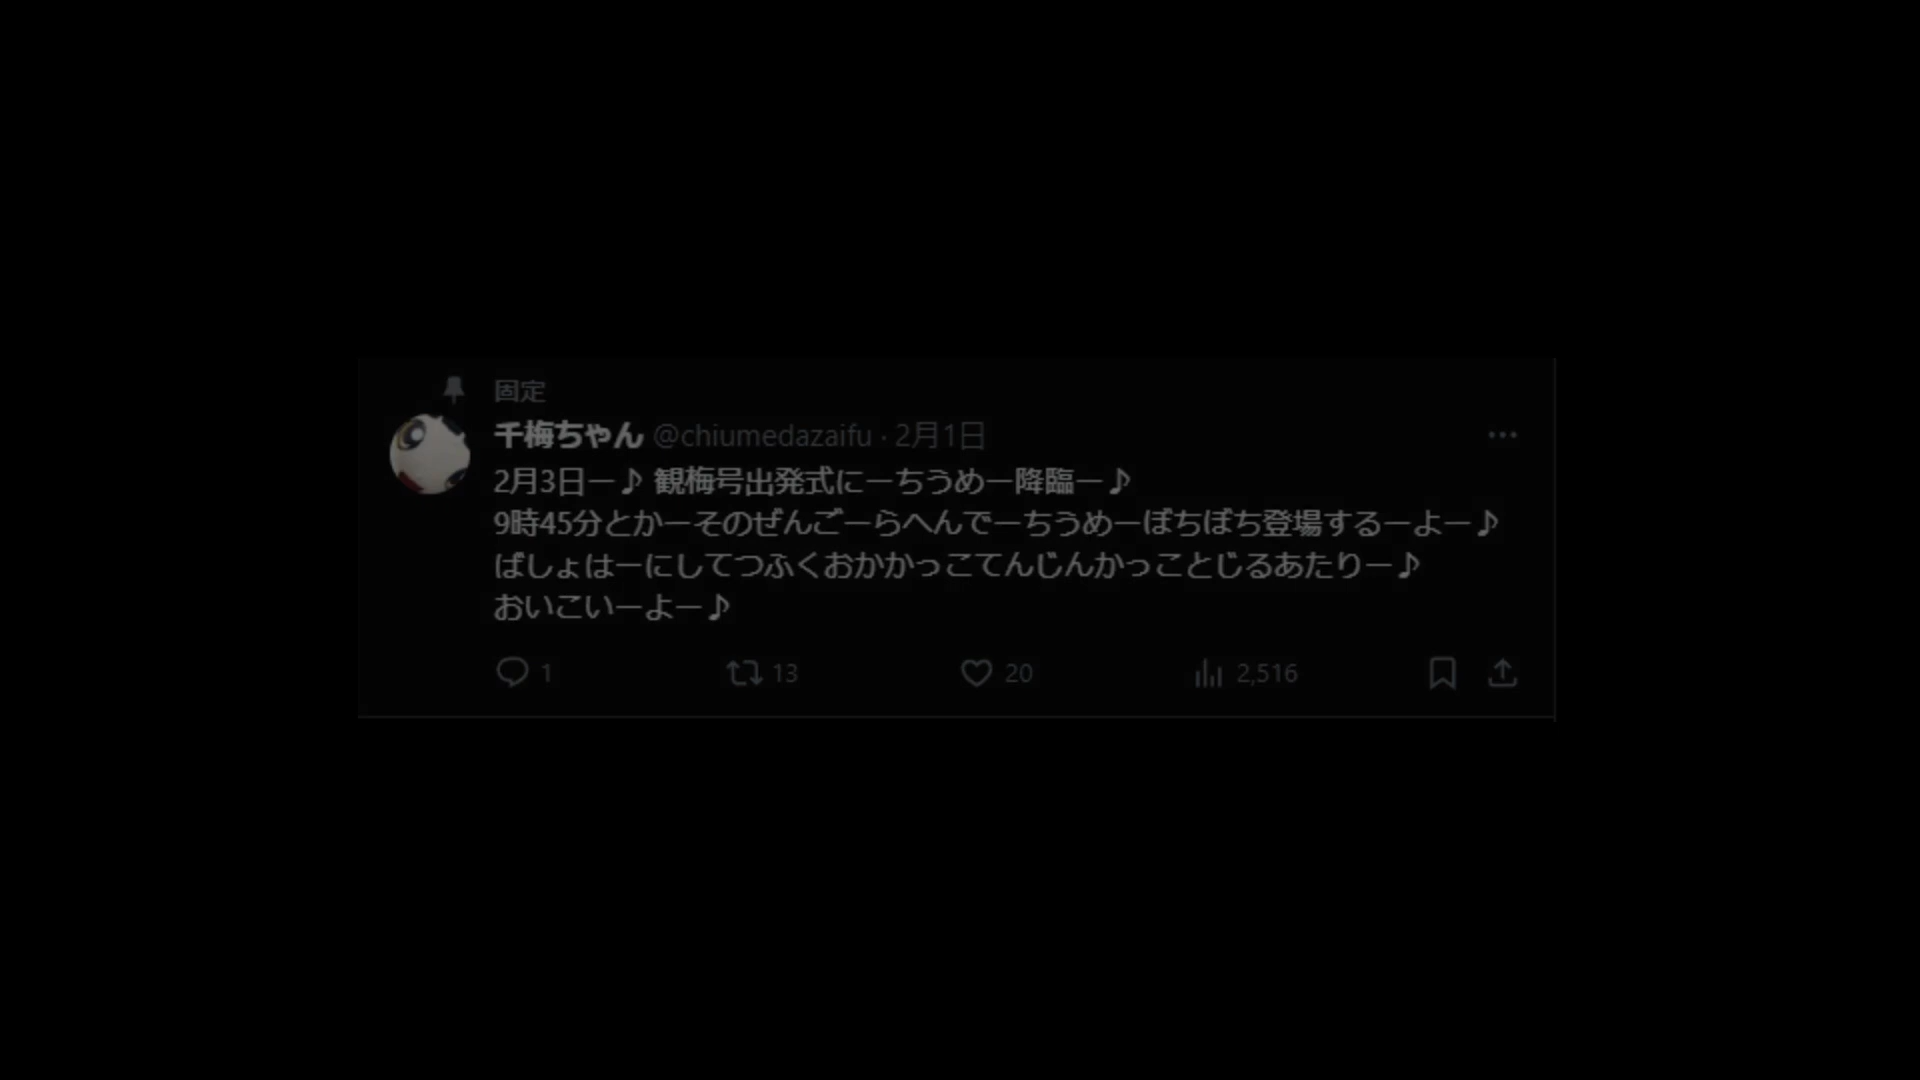 固定
千梅ちゃん @chiumedazaifu · 2月1日
2月3日ー♪ 観梅号出発式にーちうめー降臨ー♪
9時45分とかーそのぜんごーらへんでーちうめーぼちぼち登場するーよー♪
ばしょはーにしてつふくおかかっこてんじんかっことじるあたりー♪
おいこいーよー♪
1 13 20 2,516